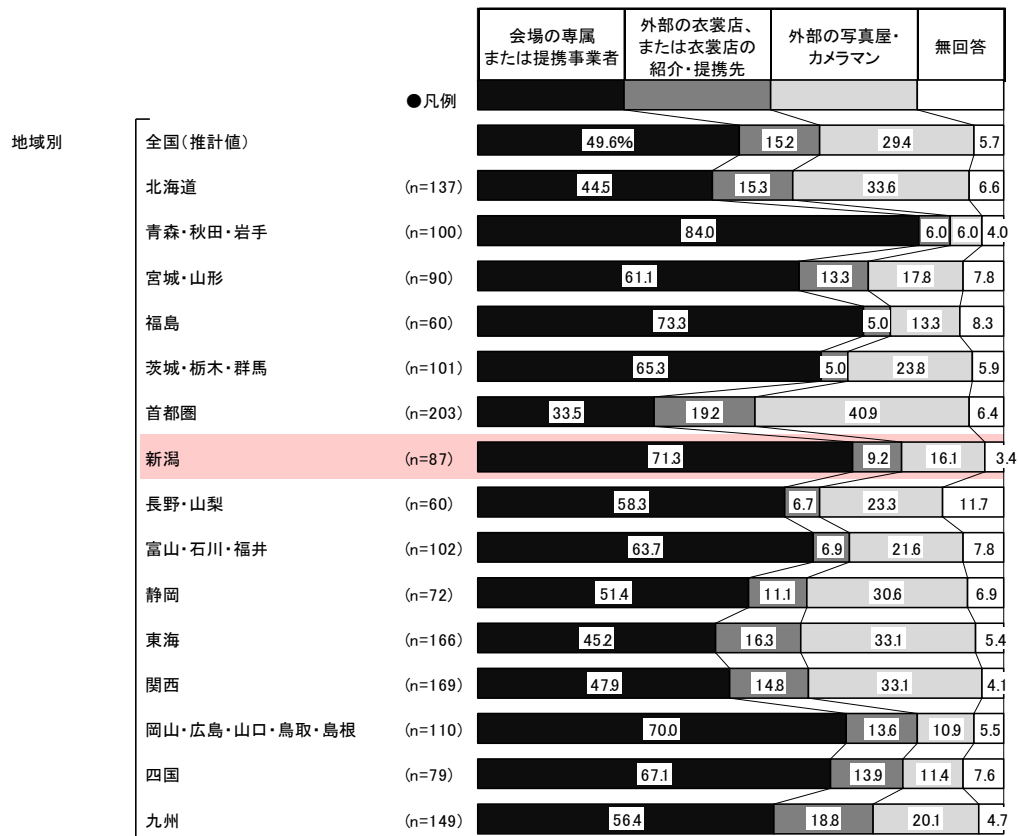 会場の専属
または提携事業者
外部の衣裳店、
または衣裳店の
紹介・提携先
外部の写真屋・
カメラマン
無回答
●凡例
地域別
全国(推計値) 49.6% 15.2 29.4 5.7
北海道 (n=137) 44.5 15.3 33.6 6.6
青森・秋田・岩手 (n=100) 84.0 6.0 6.0 4.0
宮城・山形 (n=90) 61.1 13.3 17.8 7.8
福島 (n=60) 73.3 5.0 13.3 8.3
茨城・栃木・群馬 (n=101) 65.3 5.0 23.8 5.9
首都圏 (n=203) 33.5 19.2 40.9 6.4
新潟 (n=87) 71.3 9.2 16.1 3.4
長野・山梨 (n=60) 58.3 6.7 23.3 11.7
富山・石川・福井 (n=102) 63.7 6.9 21.6 7.8
静岡 (n=72) 51.4 11.1 30.6 6.9
東海 (n=166) 45.2 16.3 33.1 5.4
関西 (n=169) 47.9 14.8 33.1 4.1
岡山・広島・山口・鳥取・島根 (n=110) 70.0 13.6 10.9 5.5
四国 (n=79) 67.1 13.9 11.4 7.6
九州 (n=149) 56.4 18.8 20.1 4.7